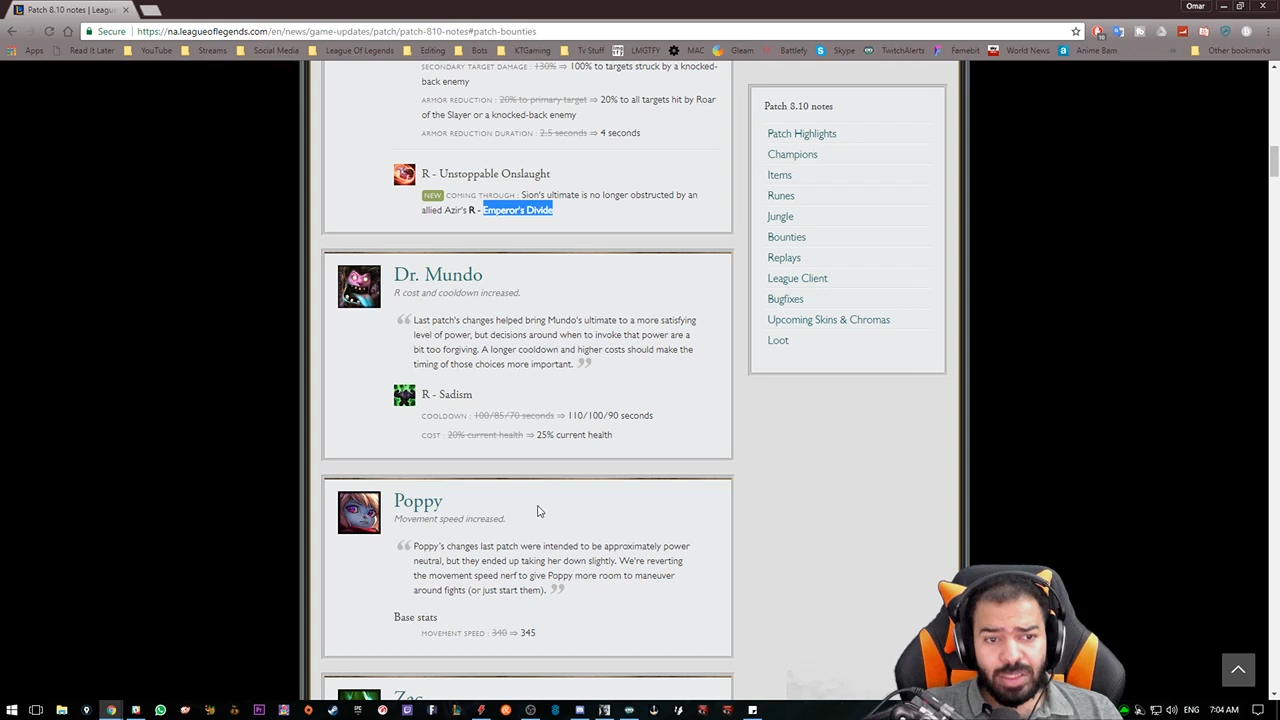 Patch 8.10 notes | Leagu
Omar
Secure
https://na.leagueoflegends.com/en/news/game-updates/patch/patch-810-notes#patch-bounties
Apps
Read It Later
YouTube
Streams
Social Media
League Of Legends
Editing
Bots
KTGaming
Tv Stuff
LMGTFY
MAC
Gleam
Battlefy
Skype
TwitchAlerts
Famebit
World News
Anime Bam
Other bookmarks
SECONDARY TARGET DAMAGE : 130% ⇒ 100% to targets struck by a knocked-
back enemy
ARMOR REDUCTION : 20% to primary target ⇒ 20% to all targets hit by Roar
of the Slayer or a knocked-back enemy
ARMOR REDUCTION DURATION : 2.5 seconds ⇒ 4 seconds
R - Unstoppable Onslaught
NEW COMING THROUGH : Sion's ultimate is no longer obstructed by an
allied Azir's R - Emperor's Divide
Dr. Mundo
R cost and cooldown increased.
Last patch's changes helped bring Mundo's ultimate to a more satisfying
level of power, but decisions around when to invoke that power are a
bit too forgiving. A longer cooldown and higher costs should make the
timing of those choices more important.
R - Sadism
COOLDOWN : 100/85/70 seconds ⇒ 110/100/90 seconds
COST : 20% current health ⇒ 25% current health
Poppy
Movement speed increased.
Poppy's changes last patch were intended to be approximately power
neutral, but they ended up taking her down slightly. We're reverting
the movement speed nerf to give Poppy more room to maneuver
around fights (or just start them).
Base stats
MOVEMENT SPEED : 340 ⇒ 345
Zac
Patch 8.10 notes
Patch Highlights
Champions
Items
Runes
Jungle
Bounties
Replays
League Client
Bugfixes
Upcoming Skins & Chromas
Loot
7:04 AM